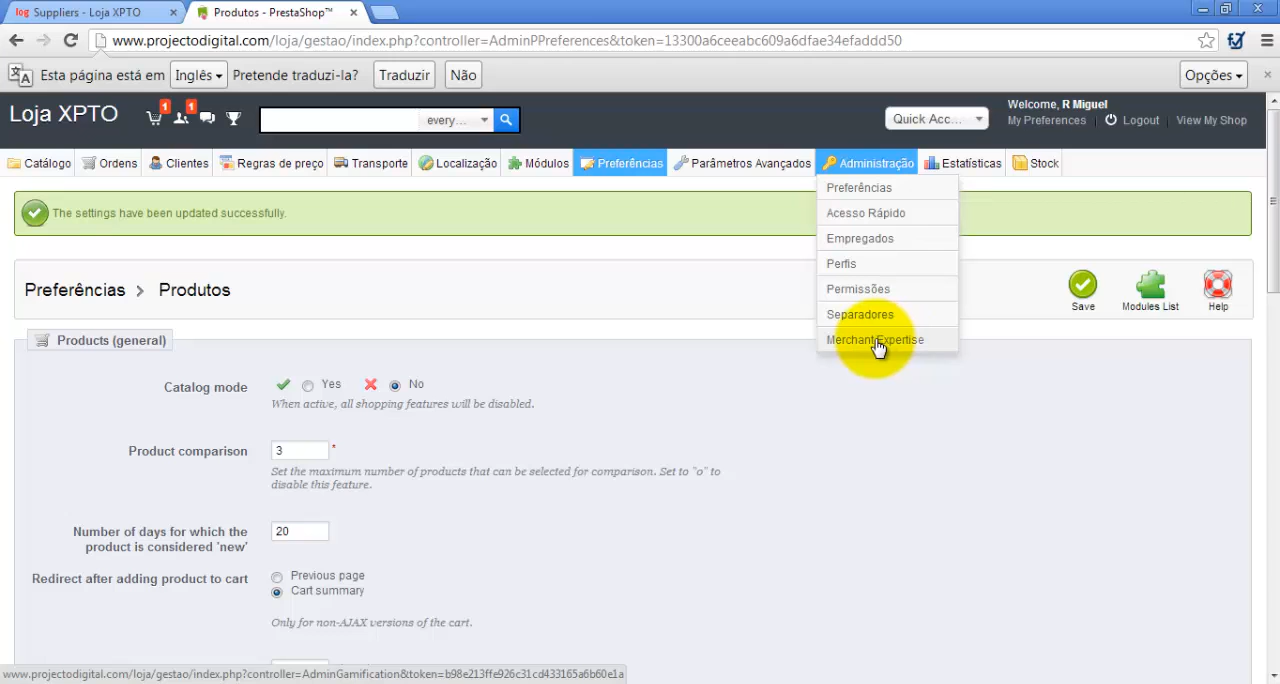 log Suppliers - Loja XPTO
Produtos - PrestaShop™
www.projectodigital.com/loja/gestao/index.php?controller=AdminPPreferences&token=13300a6ceeabc609a6dfae34efaddd50
Esta página está em Inglês Pretende traduzi-la? Traduzir Não Opções
Loja XPTO
1 1
every...
Quick Acc...
Welcome, R Miguel
My Preferences Logout View My Shop
Catálogo Ordens Clientes Regras de preço Transporte Localização Módulos Preferências Parâmetros Avançados Administração Estatísticas Stock
Preferências
Acesso Rápido
Empregados
Perfis
Permissões
Separadores
Merchant Expertise
The settings have been updated successfully.
Preferências > Produtos
Save Modules List Help
Products (general)
Catalog mode Yes No
When active, all shopping features will be disabled.
Product comparison 3 *
Set the maximum number of products that can be selected for comparison. Set to "0" to
disable this feature.
Number of days for which the
product is considered 'new'
20
Redirect after adding product to cart
Previous page
Cart summary
Only for non-AJAX versions of the cart.
www.projectodigital.com/loja/gestao/index.php?controller=AdminGamification&token=b98e213ffe926c31cd433165a6b60e1a